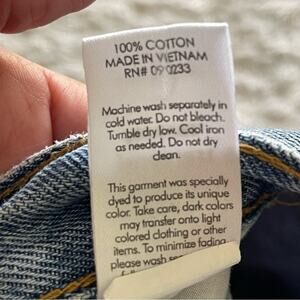 100% COTTON
MADE IN VIETNAM
RN# 090233
Machine wash separately in
cold water. Do not bleach.
Tumble dry low. Cool iron
as needed. Do not dry
clean.
This garment was specially
dyed to produce its unique
color. Take care, dark colors
may transfer onto light
colored clothing or other
items. To minimize fading
please wash